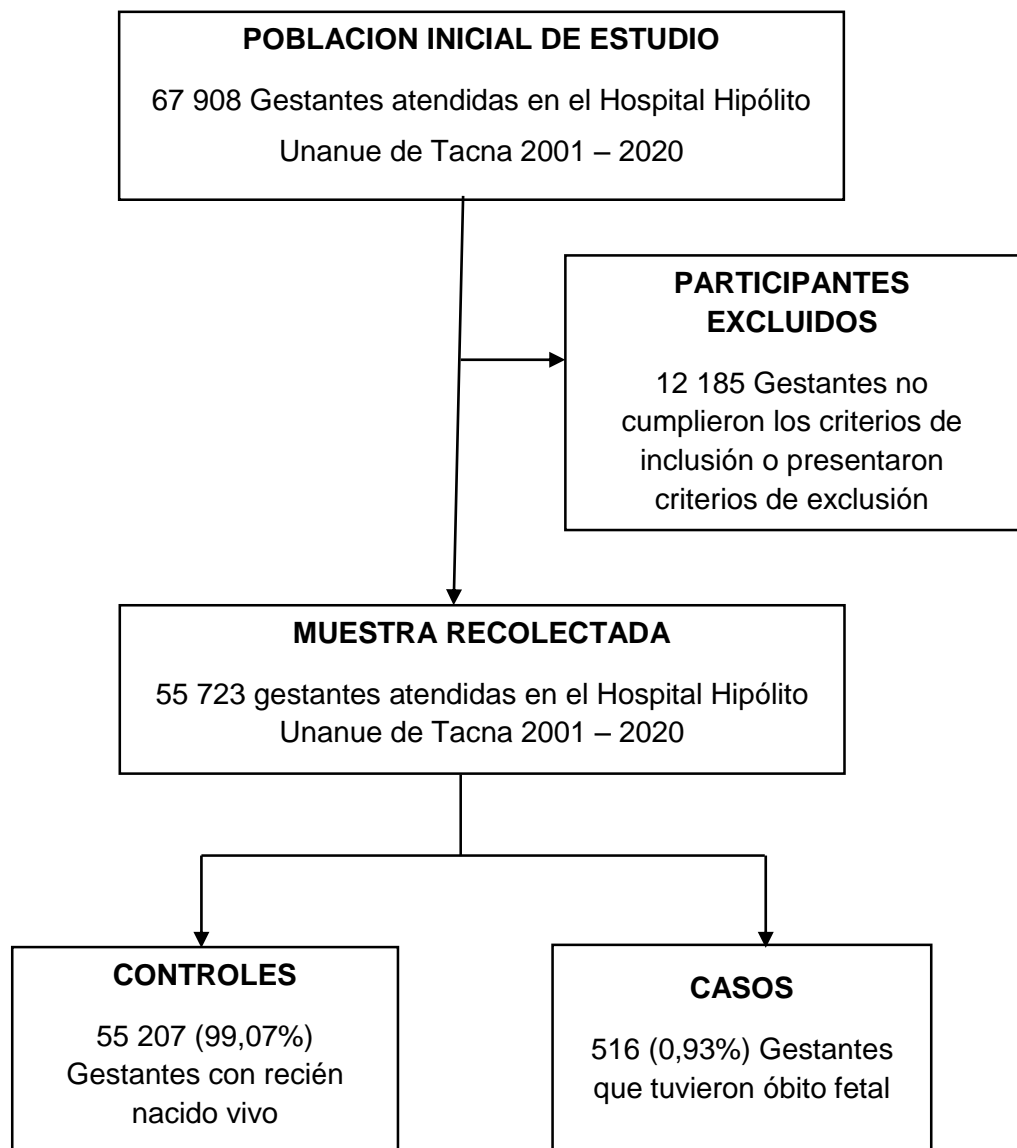 POBLACION INICIAL DE ESTUDIO
67 908 Gestantes atendidas en el Hospital Hipólito
Unanue de Tacna 2001 – 2020
PARTICIPANTES
EXCLUIDOS
12 185 Gestantes no
cumplieron los criterios de
inclusión o presentaron
criterios de exclusión
MUESTRA RECOLECTADA
55 723 gestantes atendidas en el Hospital Hipólito
Unanue de Tacna 2001 – 2020
CONTROLES
55 207 (99,07%)
Gestantes con recién
nacido vivo
CASOS
516 (0,93%) Gestantes
que tuvieron óbito fetal